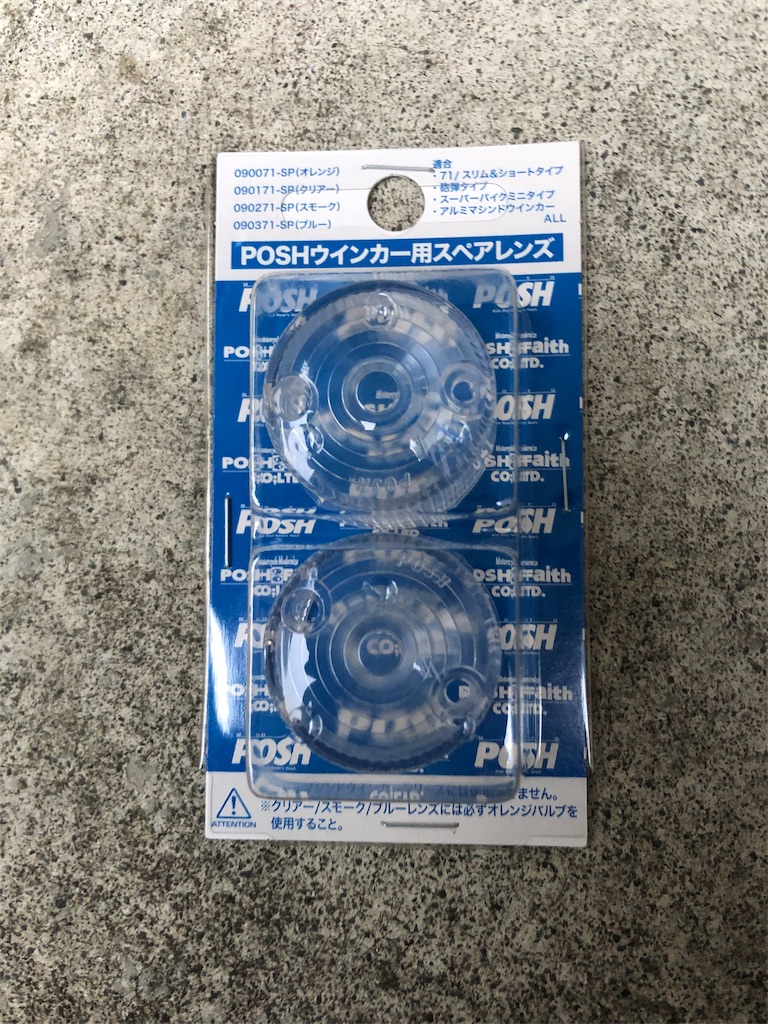 090071-SP(オレンジ)
090171-SP(クリアー)
090271-SP(スモーク)
090371-SP(ブルー)
適合
・71/スリム&ショートタイプ
・砲弾タイプ
・スーパーバイクミニタイプ
・アルミマシンドウインカー
ALL
POSHウインカー用スペアレンズ
POSH POSH
POSH Faith
CO;LTD.
POSH
POSH Faith
CO;LTD.
POSH POSH
POSH Faith
CO;LTD.
POSH
POSH Faith
POSH POSH
ません。
ATTENTION
※クリアー/スモーク/ブルーレンズには必ずオレンジバルブを
使用すること。